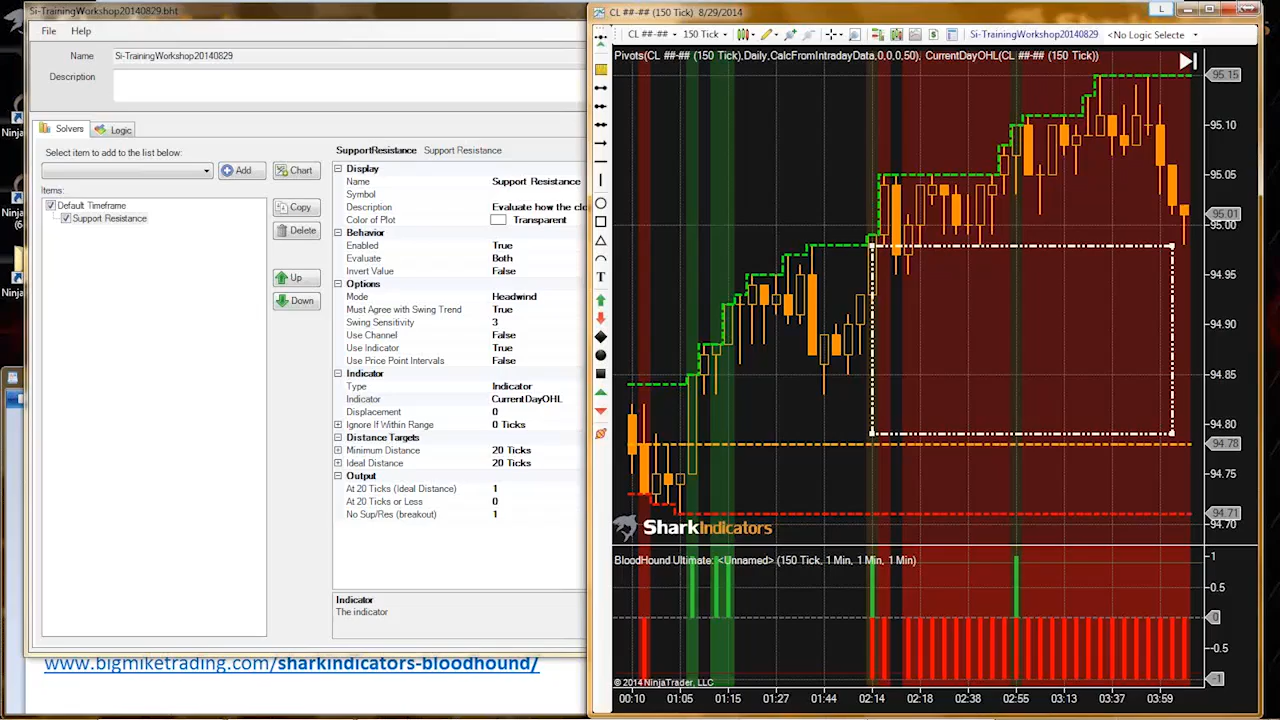 Si-TrainingWorkshop20140829.bht
File Help
Name Si-TrainingWorkshop20140829
Description
Solvers Logic
Select item to add to the list below:
Add Chart
Items:
Default Timeframe
Support Resistance
Copy
Delete
Up
Down
SupportResistance Support Resistance
Display
Name Support Resistance
Symbol
Description Evaluate how the clo
Color of Plot Transparent
Behavior
Enabled True
Evaluate Both
Invert Value False
Options
Mode Headwind
Must Agree with Swing Trend True
Swing Sensitivity 3
Use Channel False
Use Indicator True
Use Price Point Intervals False
Indicator
Type Indicator
Indicator CurrentDayOHL
Displacement 0
Ignore If Within Range 0 Ticks
Distance Targets
Minimum Distance 20 Ticks
Ideal Distance 20 Ticks
Output
At 20 Ticks (Ideal Distance) 1
At 20 Ticks or Less 0
No Sup/Res (breakout) 1
Indicator
The indicator
www.bigmiketrading.com/sharkindicators-bloodhound/
Ninja
Ninja
Ninja
(6
Ninja
CL ##-## (150 Tick) 8/29/2014
L
CL ##-## 150 Tick Si-TrainingWorkshop20140829 <No Logic Selecte
Pivots(CL ##-## (150 Tick),Daily,CalcFromIntradayData,0,0,0,50), CurrentDayOHL(CL ##-## (150 Tick))
T
95.15
95.10
95.05
95.01
95.00
94.95
94.90
94.85
94.80
94.78
94.75
94.71
94.70
SharkIndicators
BloodHound Ultimate: <Unnamed> (150 Tick, 1 Min, 1 Min, 1 Min)
1
0.5
0
-0.5
-1
© 2014 NinjaTrader, LLC
00:10 01:05 01:15 01:27 01:44 02:14 02:18 02:38 02:55 03:13 03:37 03:59